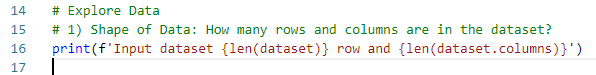 14 # Explore Data
15 # 1) Shape of Data: How many rows and columns are in the dataset?
16 print(f'Input dataset {len(dataset)} row and {len(dataset.columns)}')
17